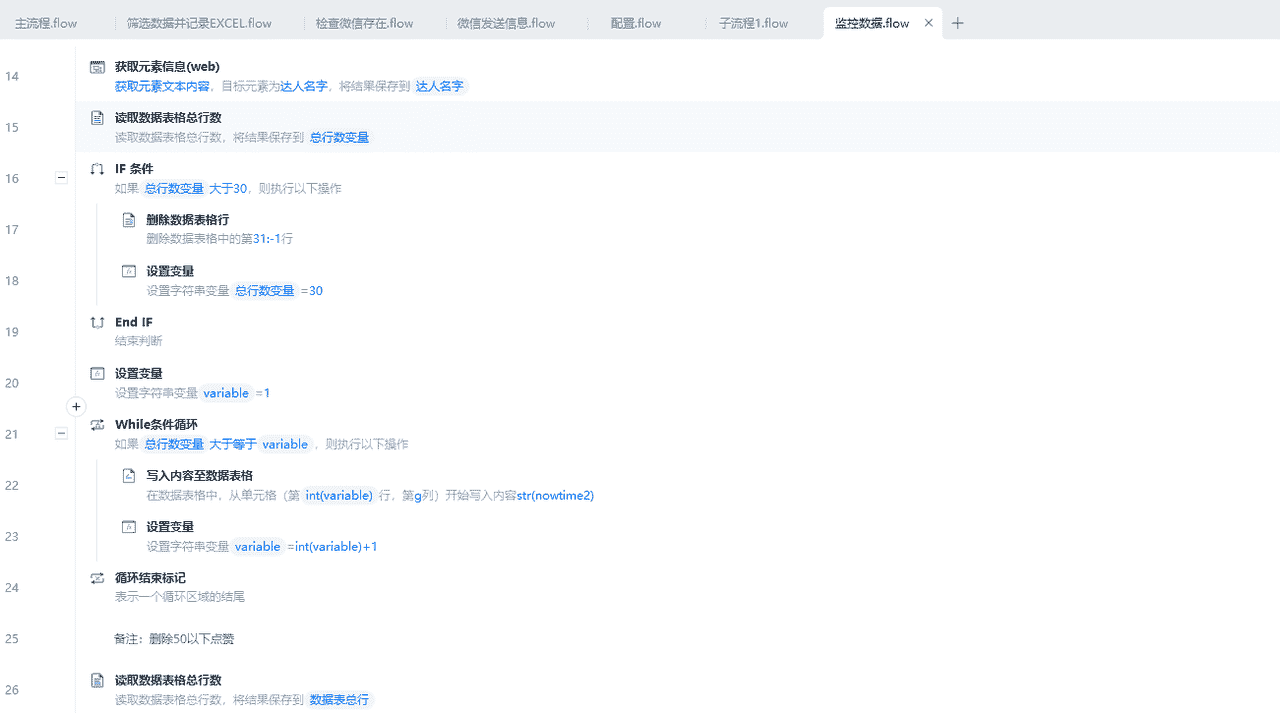 主流程.flow 筛选数据并记录EXCEL.flow 检查微信存在.flow 微信发送信息.flow 配置.flow 子流程1.flow 监控数据.flow
14 获取元素信息(web)
获取元素文本内容，目标元素为达人名字，将结果保存到 达人名字
15 读取数据表格总行数
读取数据表格总行数，将结果保存到 总行数变量
16 IF 条件
如果 总行数变量 大于30，则执行以下操作
17 删除数据表格行
删除数据表格中的第31:-1行
18 设置变量
设置字符串变量 总行数变量 =30
19 End IF
结束判断
20 设置变量
设置字符串变量 variable =1
21 While条件循环
如果 总行数变量 大于等于 variable ，则执行以下操作
22 写入内容至数据表格
在数据表格中，从单元格（第 int(variable) 行，第g列）开始写入内容str(nowtime2)
23 设置变量
设置字符串变量 variable =int(variable)+1
24 循环结束标记
表示一个循环区域的结尾
25 备注：删除50以下点赞
26 读取数据表格总行数
读取数据表格总行数，将结果保存到 数据表总行